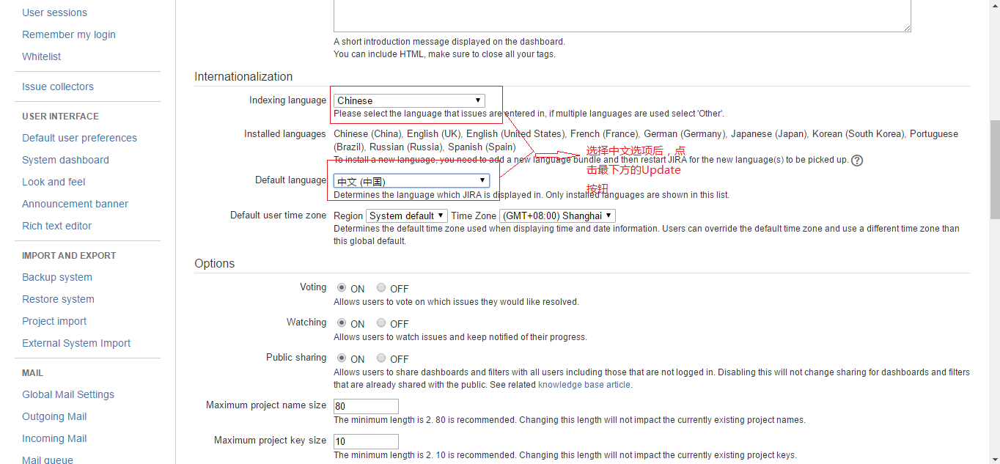 User sessions
Remember my login
Whitelist
Issue collectors
USER INTERFACE
Default user preferences
System dashboard
Look and feel
Announcement banner
Rich text editor
IMPORT AND EXPORT
Backup system
Restore system
Project import
External System Import
MAIL
Global Mail Settings
Outgoing Mail
Incoming Mail
Mail queue
A short introduction message displayed on the dashboard.
You can include HTML, make sure to close all your tags.
Internationalization
Indexing language Chinese
Please select the language that issues are entered in, if multiple languages are used select 'Other'.
Installed languages Chinese (China), English (UK), English (United States), French (France), German (Germany), Japanese (Japan), Korean (South Korea), Portuguese
(Brazil), Russian (Russia), Spanish (Spain)
To install a new language, you need to add a new language bundle and then restart JIRA for the new language(s) to be picked up. ?
选择中文选项后，点
击最下方的Update
按钮
Default language 中文 (中国)
Determines the language which JIRA is displayed in. Only installed languages are shown in this list.
Default user time zone Region System default Time Zone (GMT+08:00) Shanghai
Determines the default time zone used when displaying time and date information. Users can override the default time zone and use a different time zone than
this global default.
Options
Voting ON OFF
Allows users to vote on which issues they would like resolved.
Watching ON OFF
Allows users to watch issues and keep notified of their progress.
Public sharing ON OFF
Allows users to share dashboards and filters with all users including those that are not logged in. Disabling this will not change sharing for dashboards and filters
that are already shared with the public. See related knowledge base article.
Maximum project name size 80
The minimum length is 2. 80 is recommended. Changing this length will not impact the currently existing project names.
Maximum project key size 10
The minimum length is 2. 10 is recommended. Changing this length will not impact the currently existing project keys.